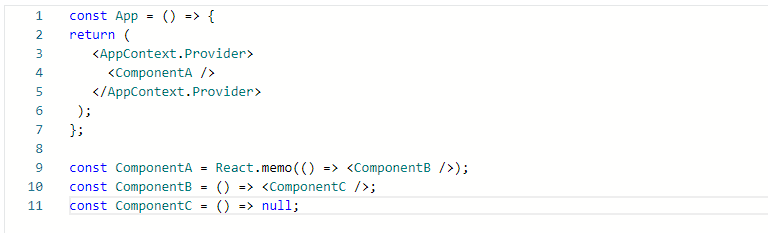 1 const App = () => {
2 return (
3    <AppContext.Provider>
4      <ComponentA />
5    </AppContext.Provider>
6  );
7 };
8
9 const ComponentA = React.memo(() => <ComponentB />);
10 const ComponentB = () => <ComponentC />;
11 const ComponentC = () => null;